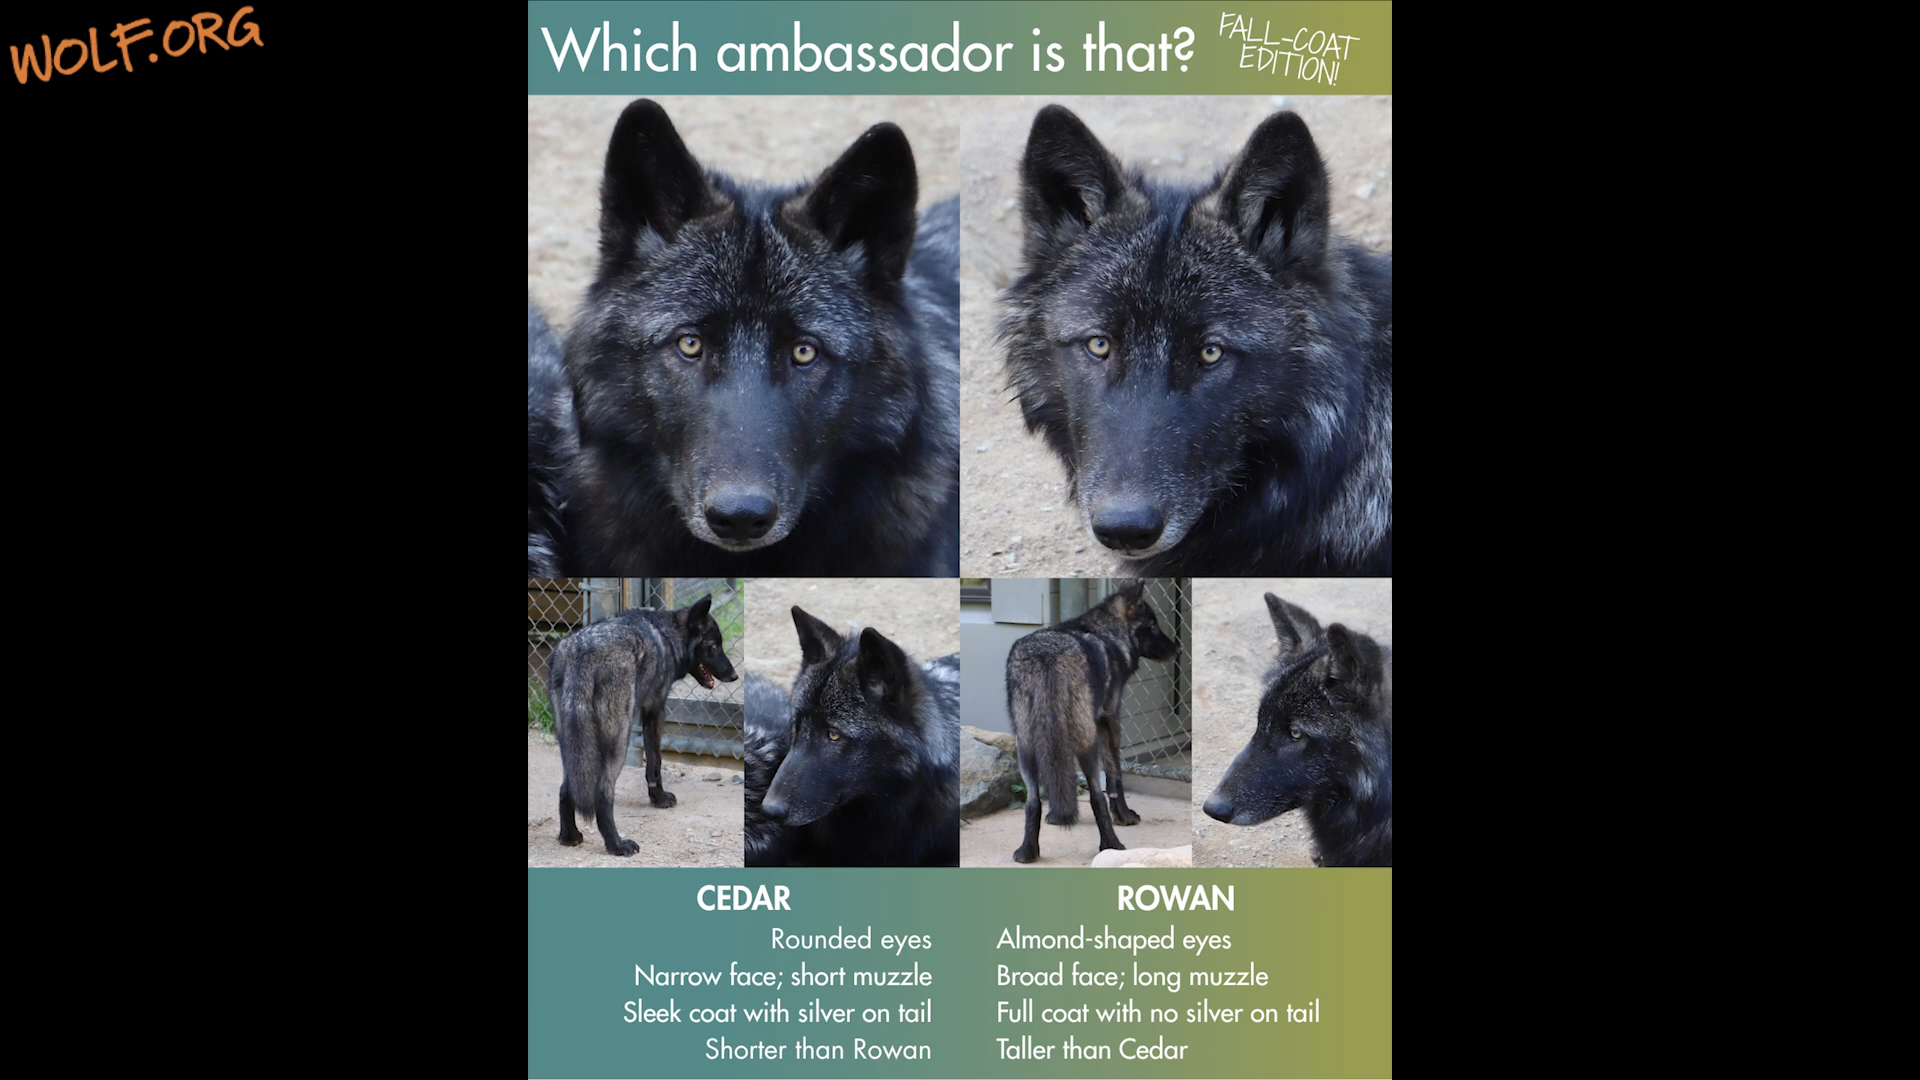 WOLF.ORG
Which ambassador is that?
FALL-COAT
EDITION!
CEDAR
Rounded eyes
Narrow face; short muzzle
Sleek coat with silver on tail
Shorter than Rowan
ROWAN
Almond-shaped eyes
Broad face; long muzzle
Full coat with no silver on tail
Taller than Cedar